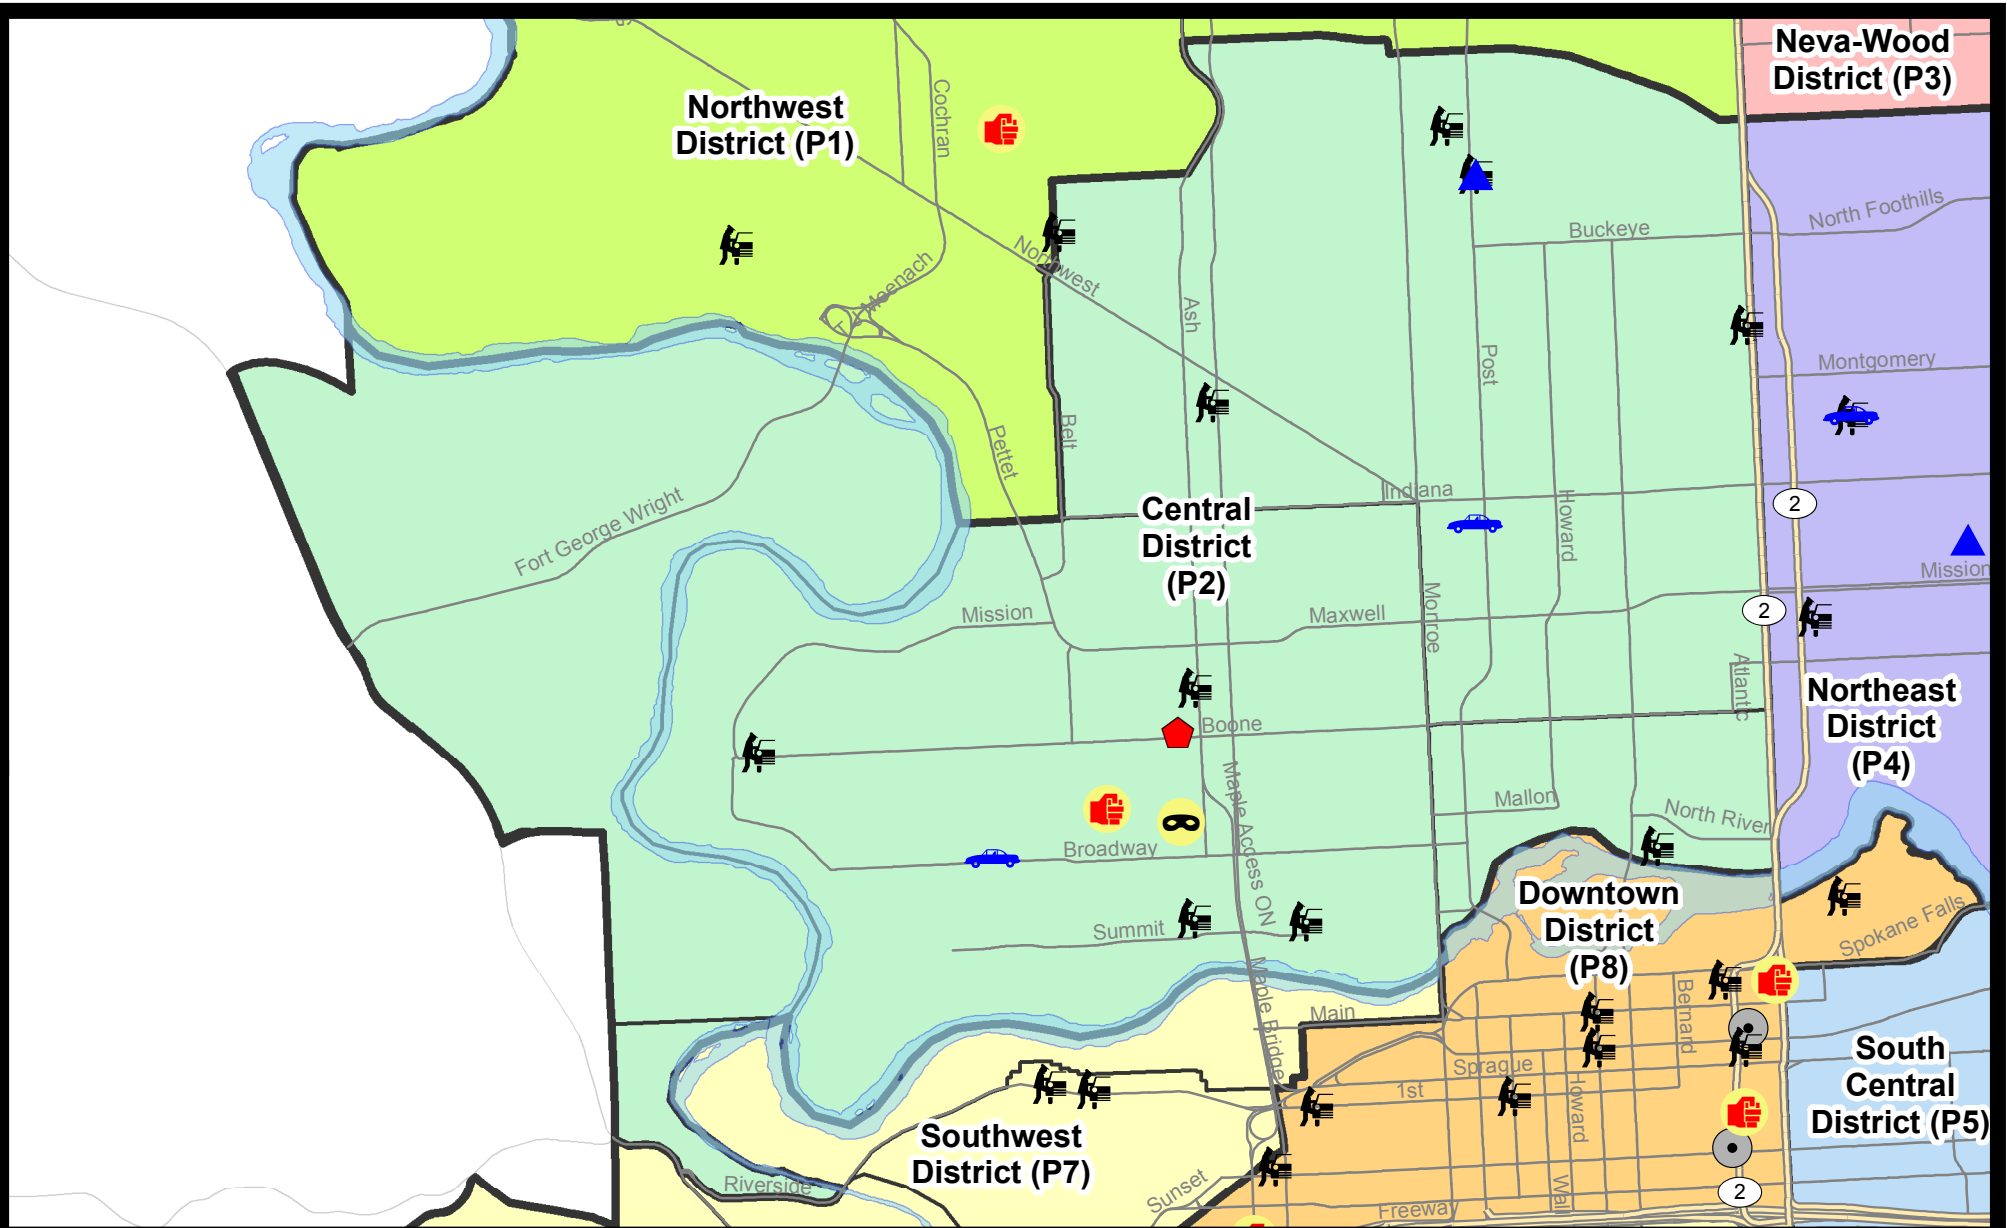 Neva-Wood
District (P3)
Northwest
District (P1)
Cochran
North Foothills
Buckeye
Northwest
T J Meenach
Ash
Post
Montgomery
Belt
Pettet
Indiana
Central
District
(P2)
Fort George Wright
Howard
2
Mission
2
Mission
Maxwell
Monroe
Atlantic
Northeast
District
(P4)
Boone
Maple Access ON
Mallon
North River
Broadway
Downtown
District
(P8)
Summit
Spokane Falls
Maple Bridge
Main
Bernard
Sprague
1st
Howard
South
Central
District (P5)
Southwest
District (P7)
Riverside
Sunset
Wall
Freeway
2